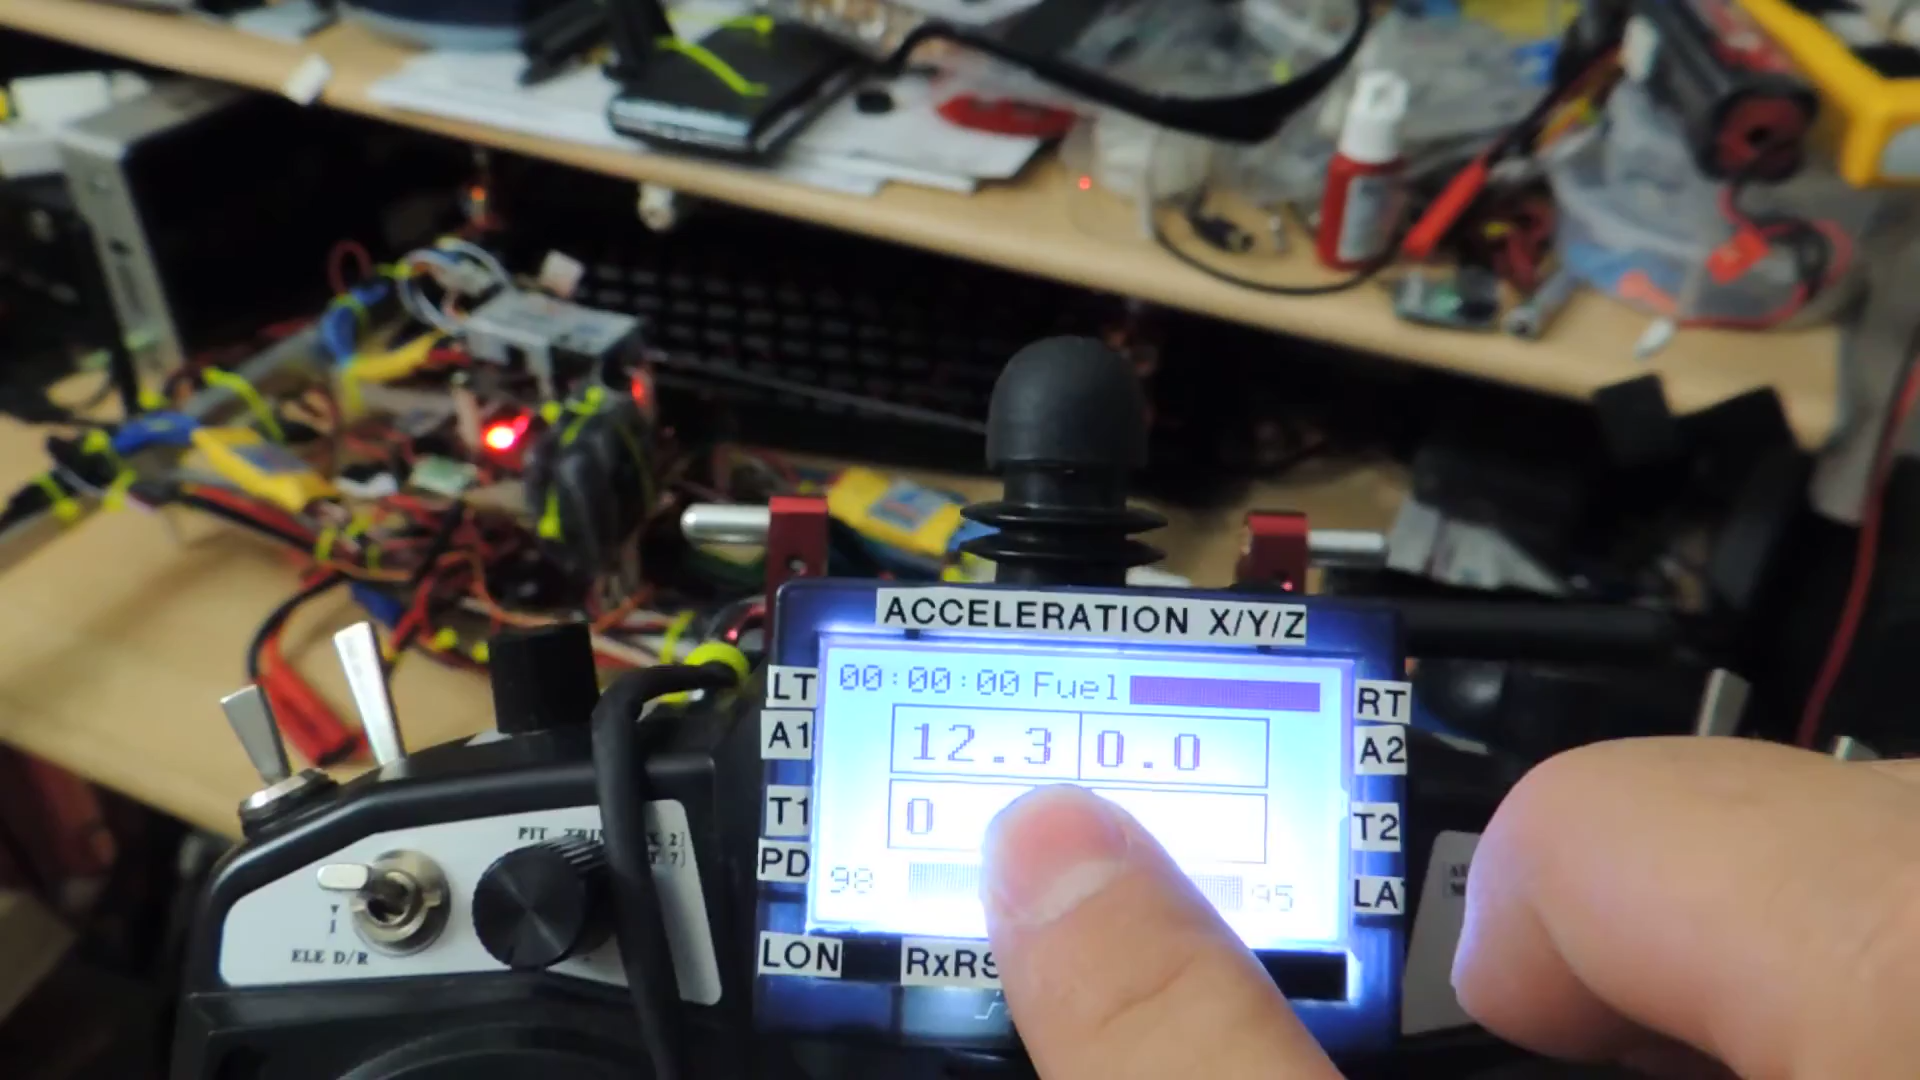 ACCELERATION X/Y/Z
LT 00:00:00 Fuel RT
A1 12.3 0.0 A2
T1 0 T2
PD 98 95 LA
LON RxRS
PIT TRIM
ELE D/R